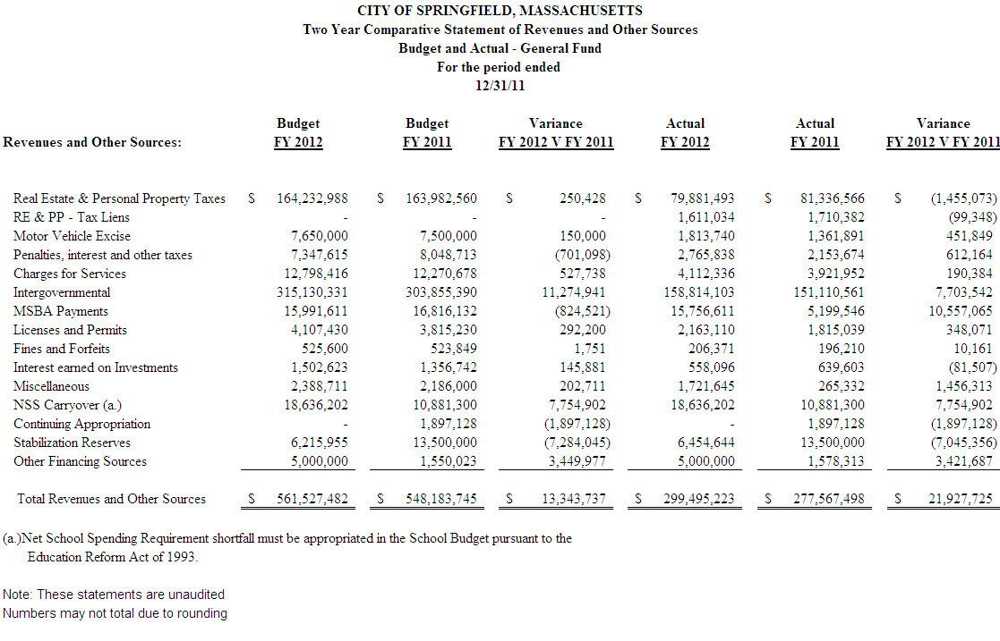 CITY OF SPRINGFIELD, MASSACHUSETTS
Two Year Comparative Statement of Revenues and Other Sources
Budget and Actual - General Fund
For the period ended
12/31/11
Budget Budget Variance Actual Actual Variance
Revenues and Other Sources: FY 2012 FY 2011 FY 2012 V FY 2011 FY 2012 FY 2011 FY 2012 V FY 2011
Real Estate & Personal Property Taxes $ 164,232,988 $ 163,982,560 $ 250,428 $ 79,881,493 $ 81,336,566 $ (1,455,073)
RE & PP - Tax Liens - - - 1,611,034 1,710,382 (99,348)
Motor Vehicle Excise 7,650,000 7,500,000 150,000 1,813,740 1,361,891 451,849
Penalties, interest and other taxes 7,347,615 8,048,713 (701,098) 2,765,838 2,153,674 612,164
Charges for Services 12,798,416 12,270,678 527,738 4,112,336 3,921,952 190,384
Intergovernmental 315,130,331 303,855,390 11,274,941 158,814,103 151,110,561 7,703,542
MSBA Payments 15,991,611 16,816,132 (824,521) 15,756,611 5,199,546 10,557,065
Licenses and Permits 4,107,430 3,815,230 292,200 2,163,110 1,815,039 348,071
Fines and Forfeits 525,600 523,849 1,751 206,371 196,210 10,161
Interest earned on Investments 1,502,623 1,356,742 145,881 558,096 639,603 (81,507)
Miscellaneous 2,388,711 2,186,000 202,711 1,721,645 265,332 1,456,313
NSS Carryover (a.) 18,636,202 10,881,300 7,754,902 18,636,202 10,881,300 7,754,902
Continuing Appropriation - 1,897,128 (1,897,128) - 1,897,128 (1,897,128)
Stabilization Reserves 6,215,955 13,500,000 (7,284,045) 6,454,644 13,500,000 (7,045,356)
Other Financing Sources 5,000,000 1,550,023 3,449,977 5,000,000 1,578,313 3,421,687
Total Revenues and Other Sources $ 561,527,482 $ 548,183,745 $ 13,343,737 $ 299,495,223 $ 277,567,498 $ 21,927,725
(a.)Net School Spending Requirement shortfall must be appropriated in the School Budget pursuant to the
Education Reform Act of 1993.
Note: These statements are unaudited
Numbers may not total due to rounding